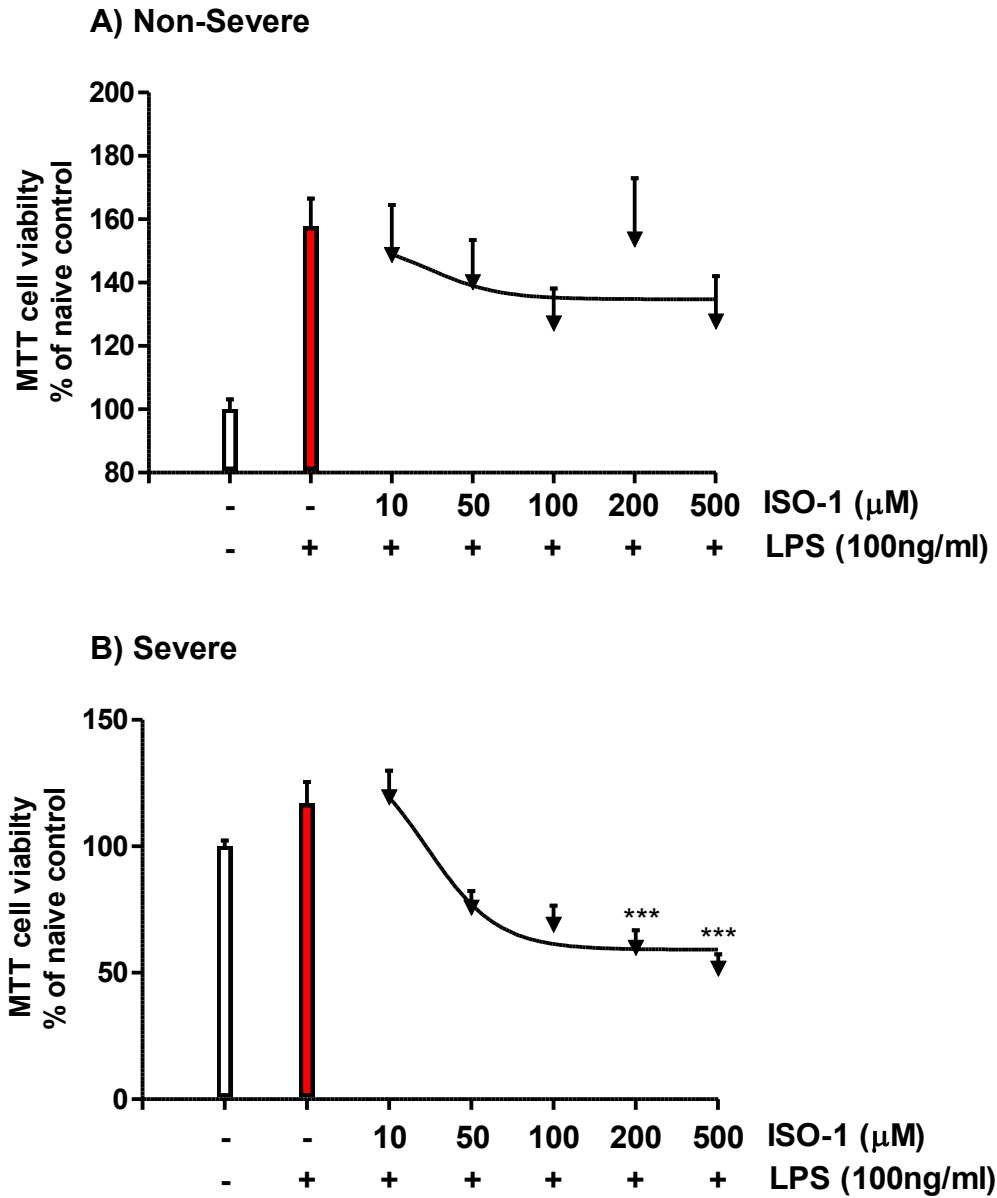 A) Non-Severe
MTT cell viabilty
% of naive control
200
180
160
140
120
100
80
- - 10 50 100 200 500 ISO-1 (μM)
- + + + + + + LPS (100ng/ml)
B) Severe
MTT cell viabilty
% of naive control
150
100
50
0
*** ***
- - 10 50 100 200 500 ISO-1 (μM)
- + + + + + + LPS (100ng/ml)